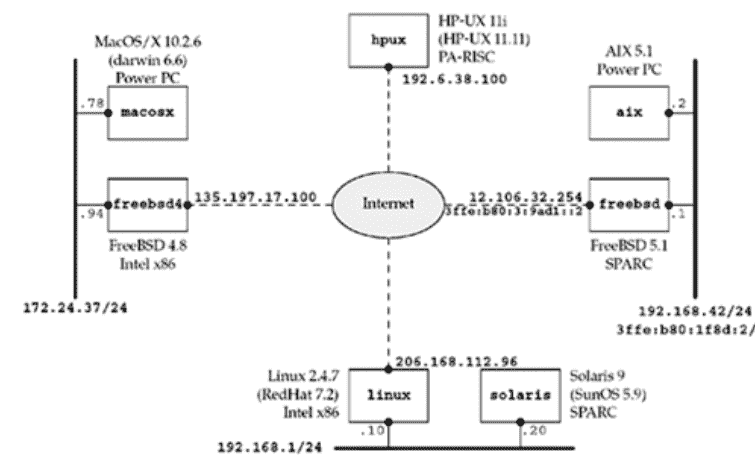 HP-UX 11i
(HP-UX 11.11)
PA-RISC
hpux
192.6.38.100
MacOS/X 10.2.6
(darwin 6.6)
Power PC
.78
macosx
AIX 5.1
Power PC
aix
.2
freebsd4
.94
135.197.17.100
FreeBSD 4.8
Intel x86
172.24.37/24
Internet
12.106.32.254
3ffe:b80:3:9ad1::2
freebsd
.1
FreeBSD 5.1
SPARC
192.168.42/24
3ffe:b80:1f8d:2/
206.168.112.96
Linux 2.4.7
(RedHat 7.2)
Intel x86
linux
.10
solaris
.20
Solaris 9
(SunOS 5.9)
SPARC
192.168.1/24